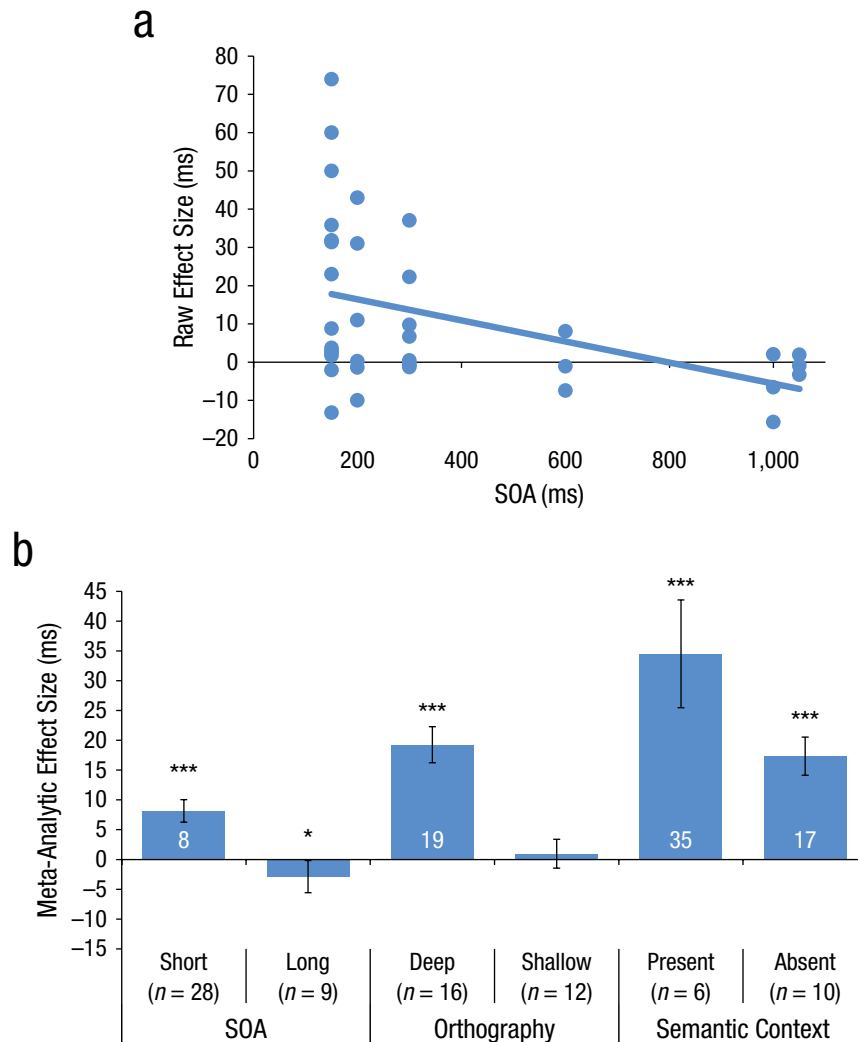 a
80
70
60
50
40
30
20
10
0
–10
–20
Raw Effect Size (ms)
0 200 400 600 800 1,000
SOA (ms)
b
45
40
35
30
25
20
15
10
5
0
–5
–10
–15
Meta-Analytic Effect Size (ms)
*** * *** *** ***
8 19 35 17
Short Long Deep Shallow Present Absent
(n = 28) (n = 9) (n = 16) (n = 12) (n = 6) (n = 10)
SOA Orthography Semantic Context